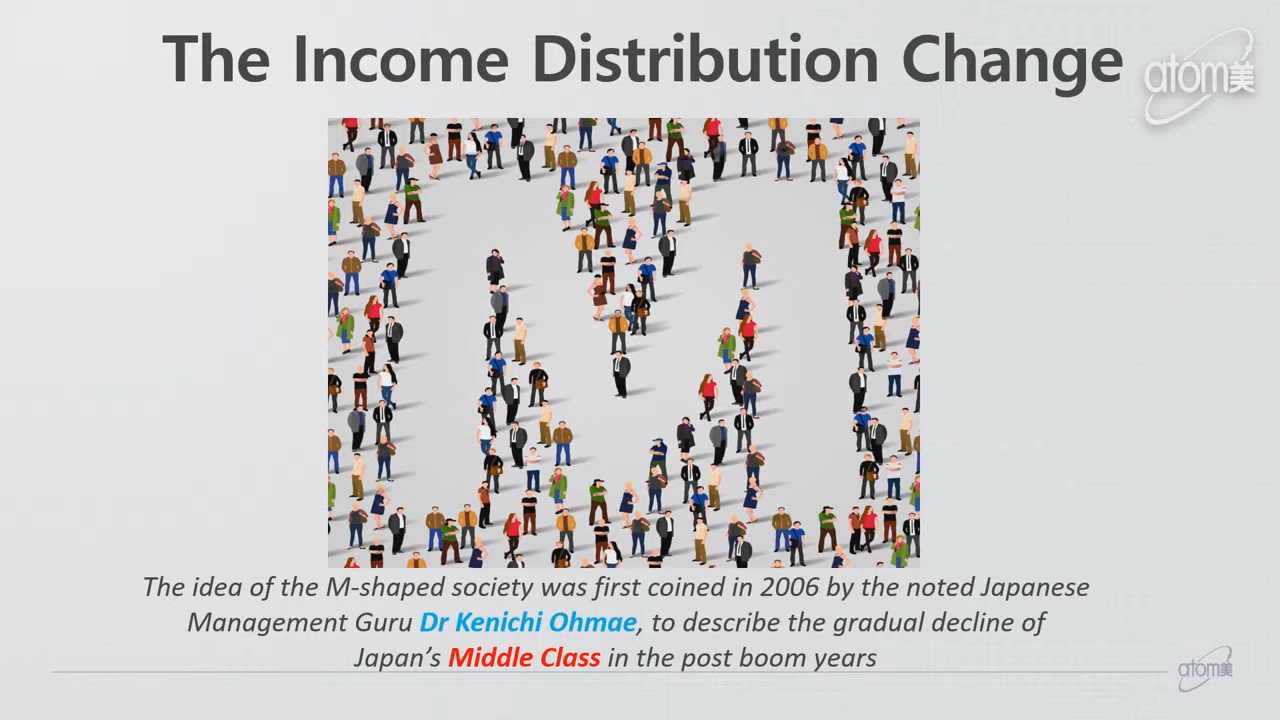 The Income Distribution Change
atom美
The idea of the M-shaped society was first coined in 2006 by the noted Japanese
Management Guru Dr Kenichi Ohmae, to describe the gradual decline of
Japan's Middle Class in the post boom years
atom美